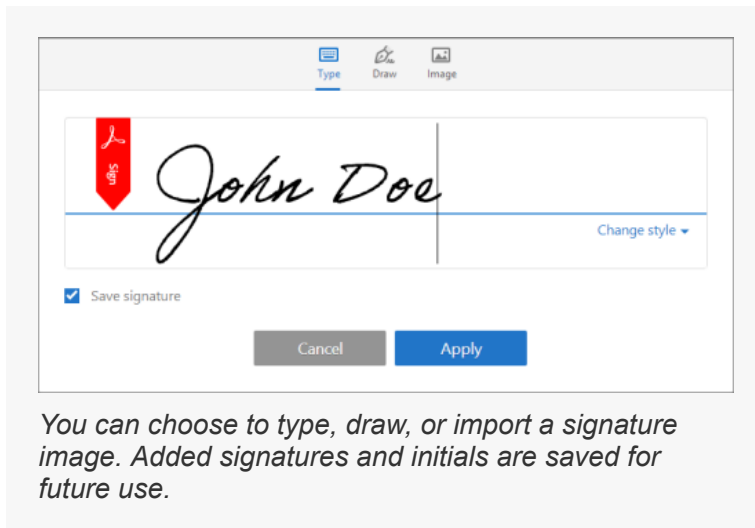 Type Draw Image
Sign
John Doe
Change style
Save signature
Cancel Apply
You can choose to type, draw, or import a signature
image. Added signatures and initials are saved for
future use.